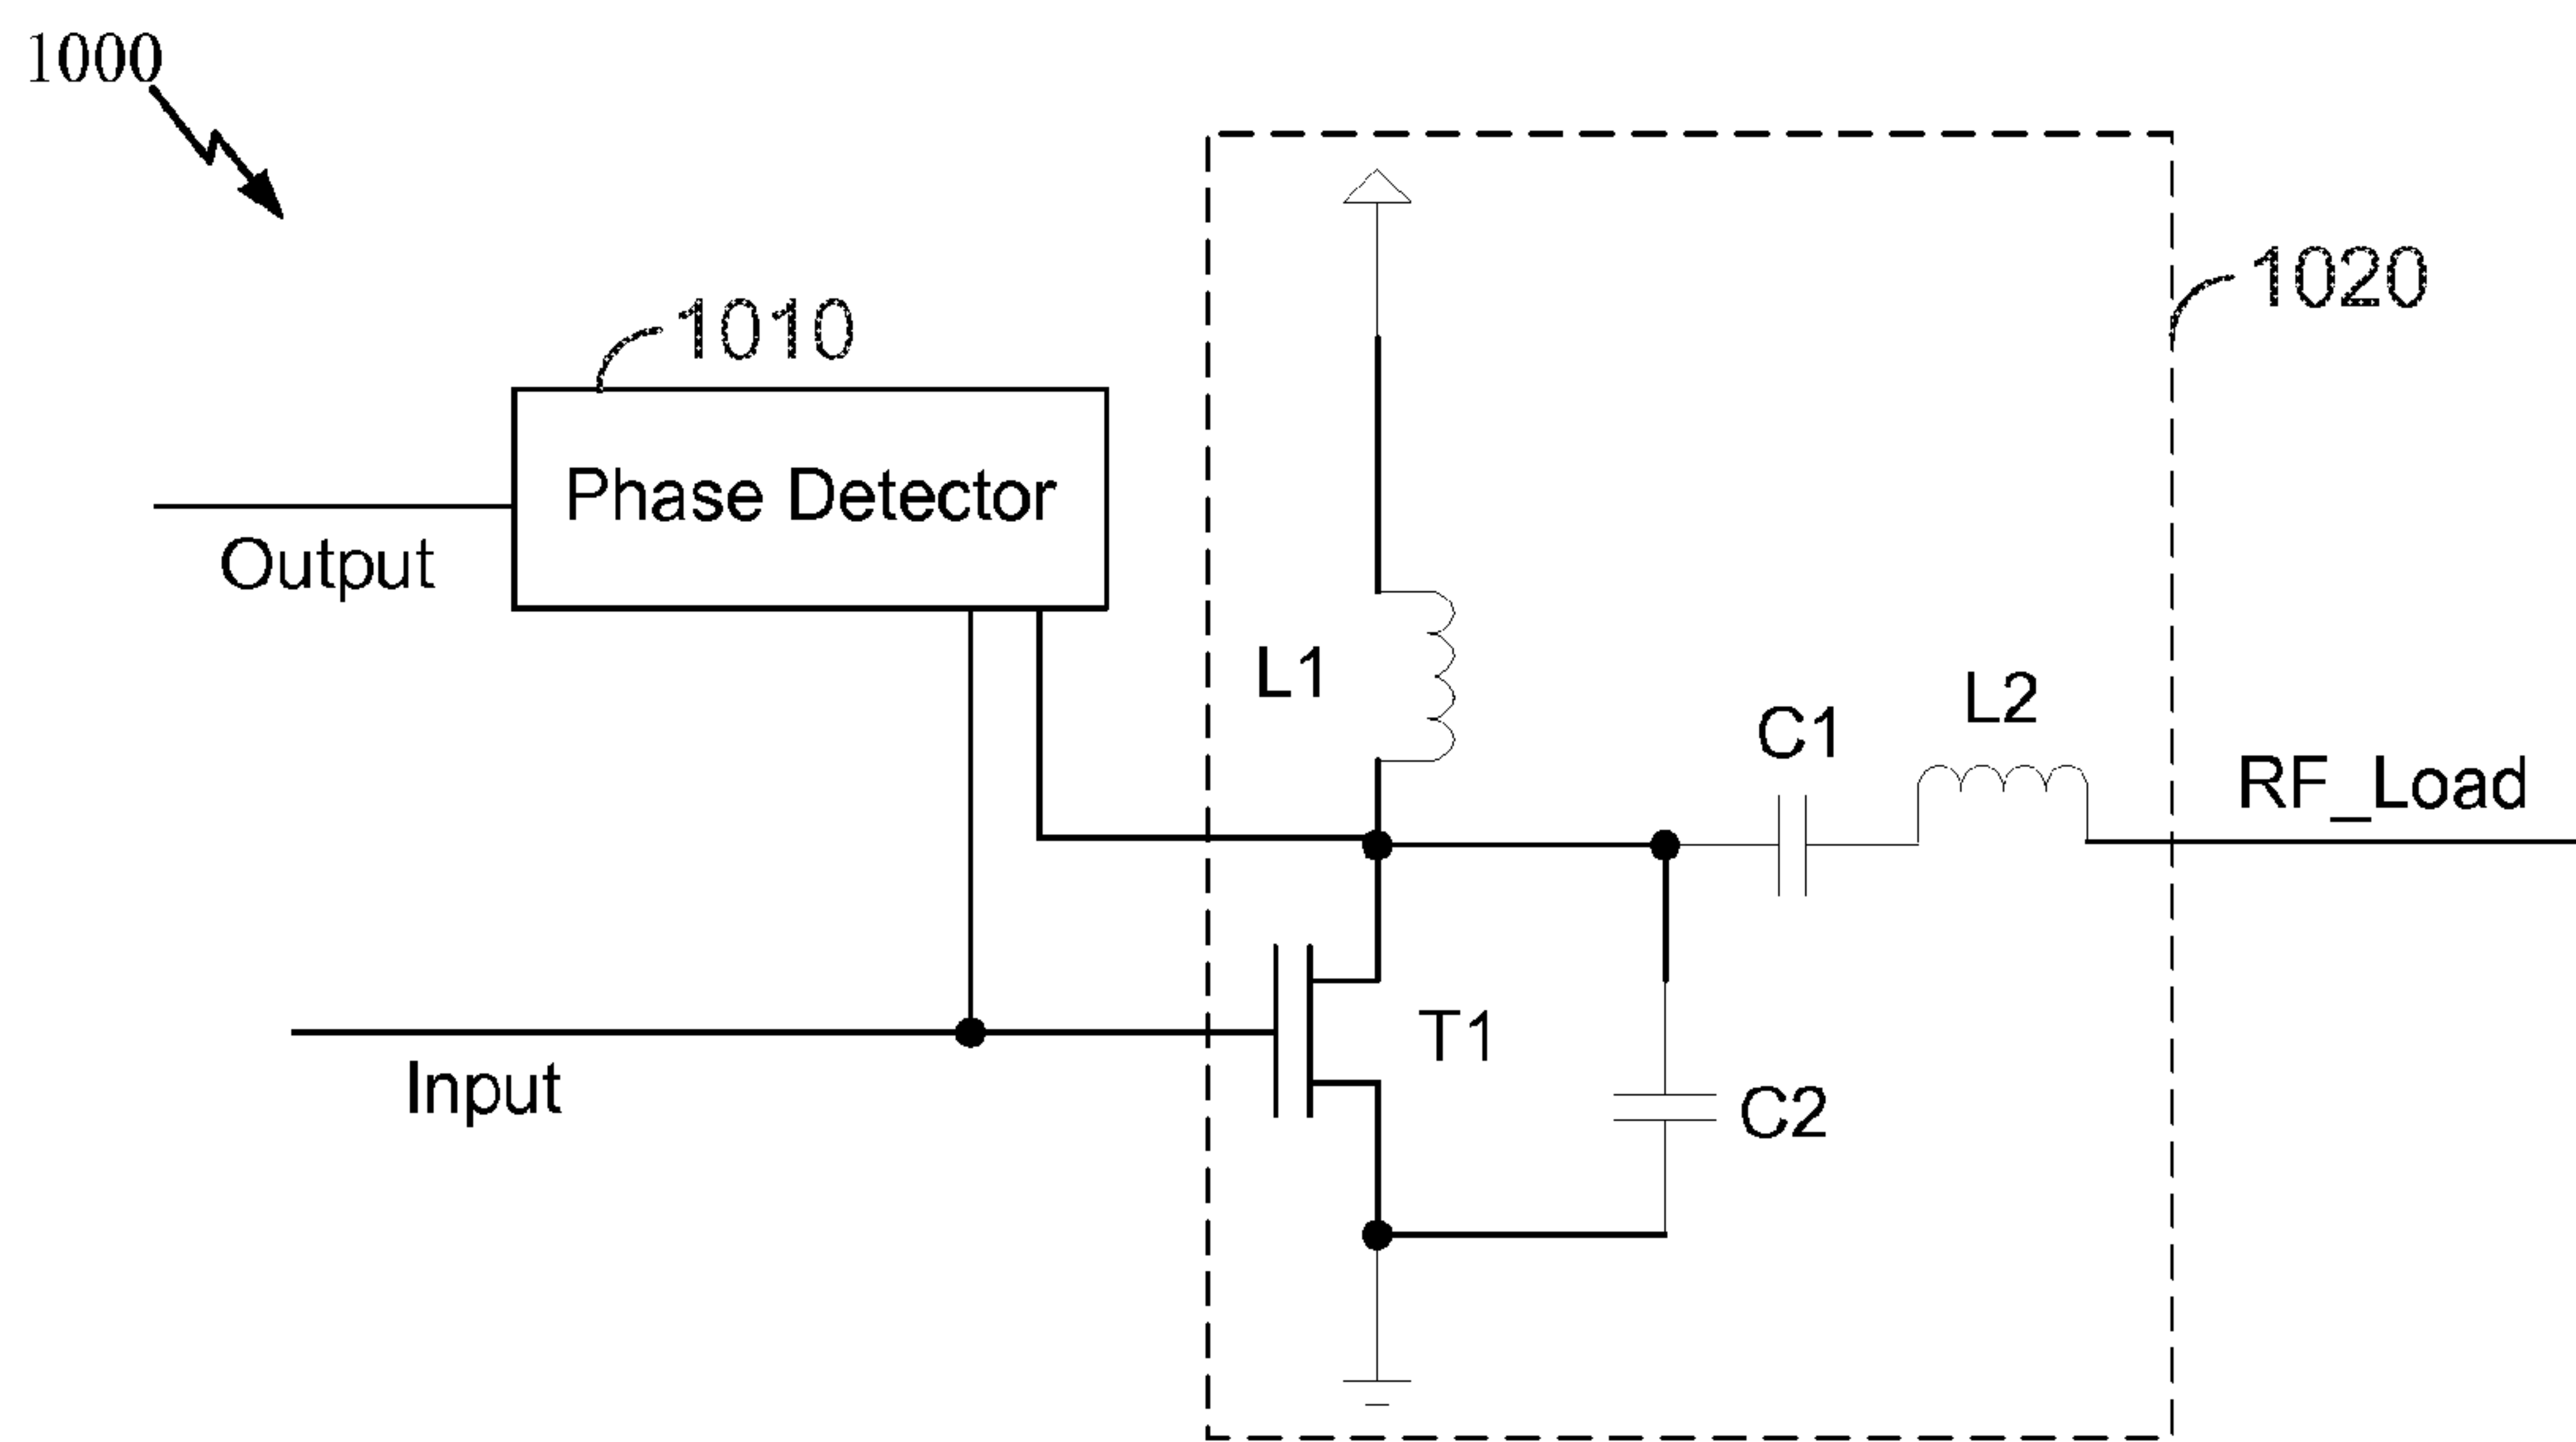 1000
1020
1010
Phase Detector
Output
L1
L2
C1
RF_Load
T1
Input
C2